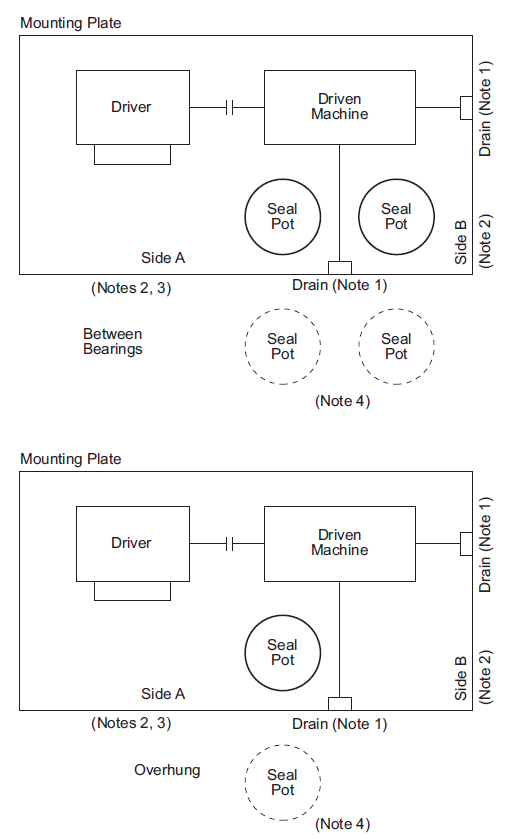 Mounting Plate
Driver
Driven
Machine
Drain (Note 1)
Seal
Pot
Seal
Pot
Side B
(Note 2)
Side A
(Notes 2, 3)
Drain (Note 1)
Between
Bearings
Seal
Pot
Seal
Pot
(Note 4)
Mounting Plate
Driver
Driven
Machine
Drain (Note 1)
Seal
Pot
Side B
(Note 2)
Side A
(Notes 2, 3)
Drain (Note 1)
Overhung
Seal
Pot
(Note 4)